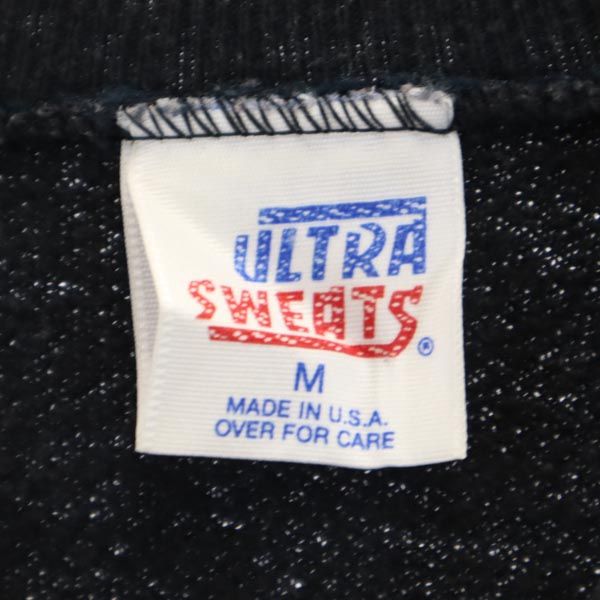 ULTRA
SWEATS®
M
MADE IN U.S.A.
OVER FOR CARE